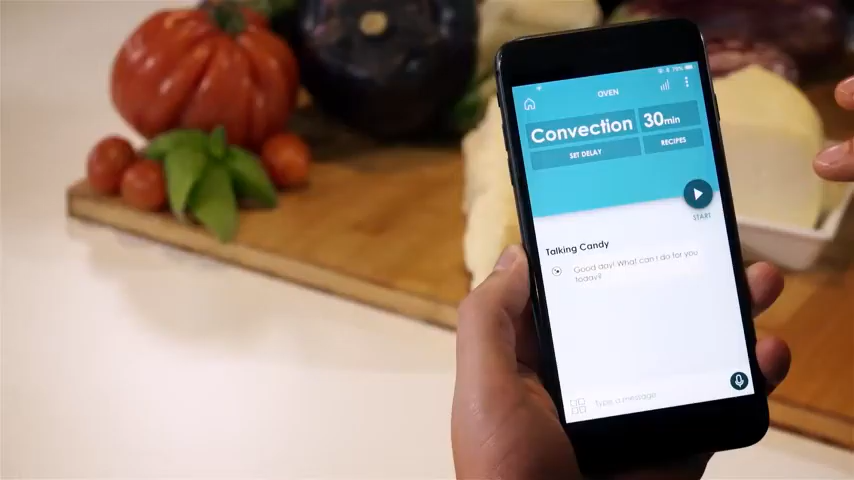 79%
OVEN
Convection 30min
SET DELAY RECIPES
START
Talking Candy
Good day! What can I do for you
today?
Type a message